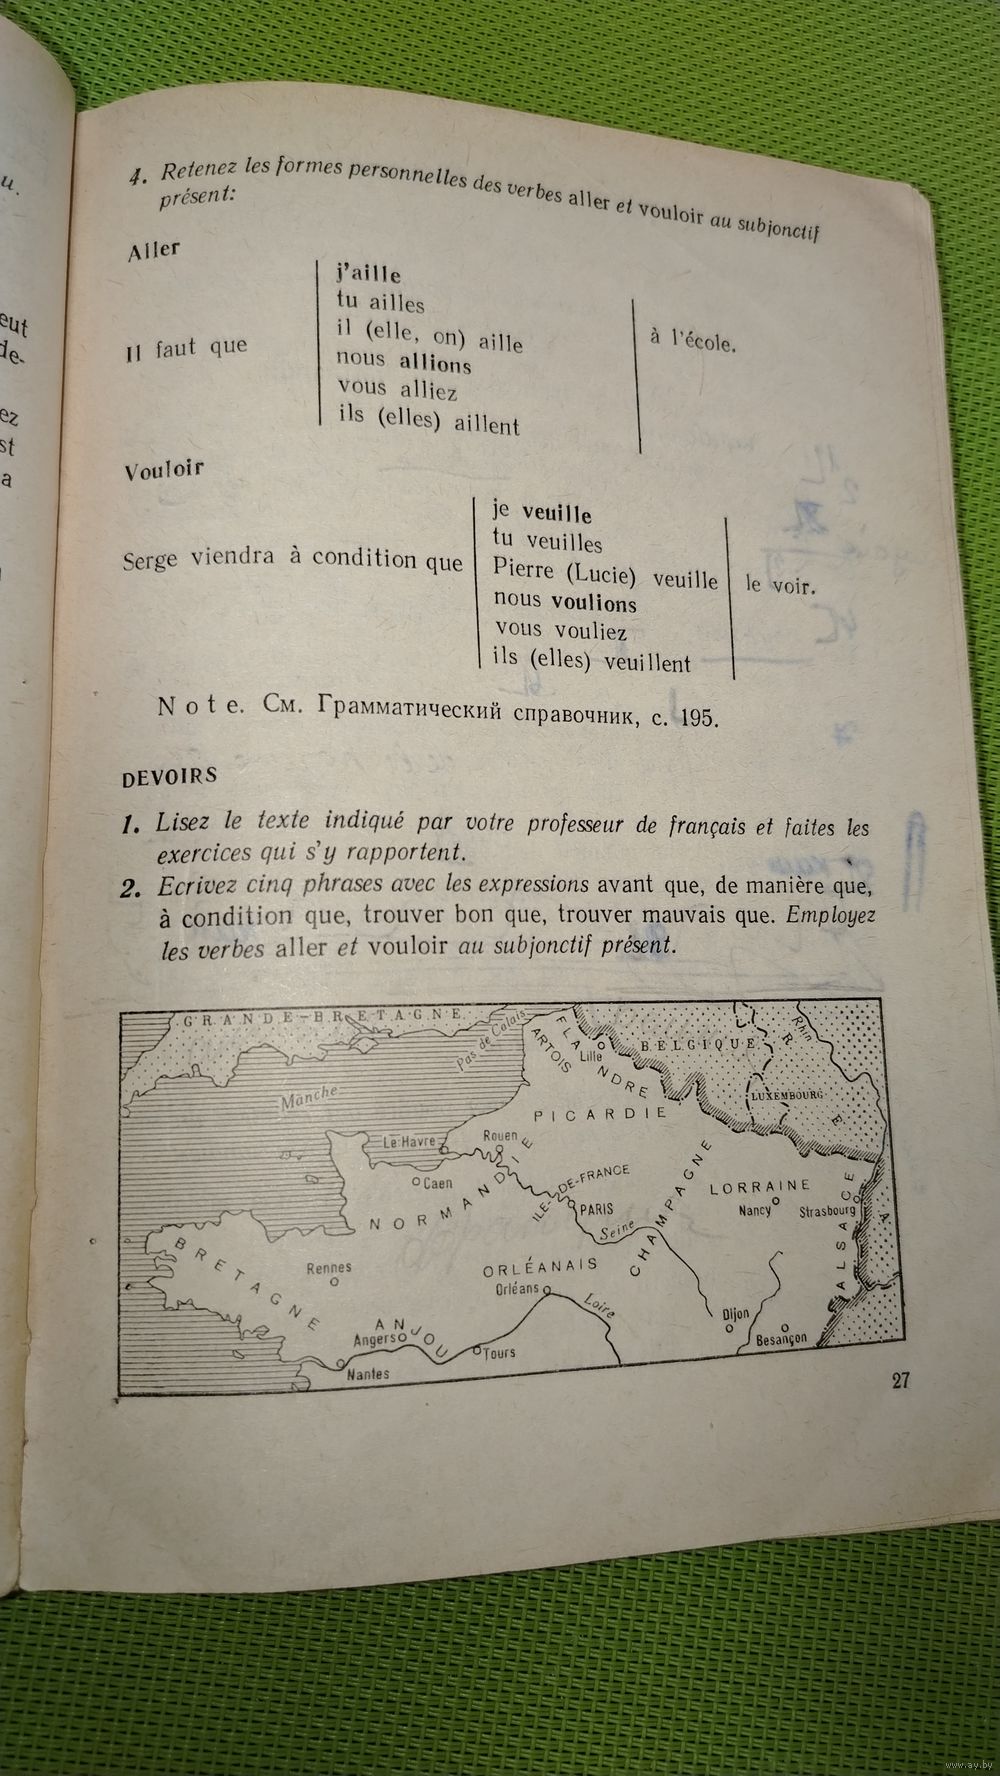 u.
eut
de-
ez
st
a
4. Retenez les formes personnelles des verbes aller et vouloir au subjonctif
présent:
Aller
Il faut que
j'aille
tu ailles
il (elle, on) aille
nous allions
vous alliez
ils (elles) aillent
à l'école.
Vouloir
Serge viendra à condition que
je veuille
tu veuilles
Pierre (Lucie) veuille
nous voulions
vous vouliez
ils (elles) veuillent
le voir.
Note. См. Грамматический справочник, с. 195.
DEVOIRS
1. Lisez le texte indiqué par votre professeur de français et faites les
exercices qui s'y rapportent.
2. Ecrivez cinq phrases avec les expressions avant que, de manière que,
à condition que, trouver bon que, trouver mauvais que. Employez
les verbes aller et vouloir au subjonctif présent.
GRANDE-BRETAGNE
Pas de Calais
FLANDRE
ARTOIS
Lille
BELGIQUE
Rhin
R F A
LUXEMBOURG
Manche
PICARDIE
Le Havre
Rouen
Caen
NORMANDIE
ILE-DE-FRANCE
PARIS
Seine
CHAMPAGNE
LORRAINE
Nancy
Strasbourg
ALSACE
BRETAGNE
Rennes
ORLÉANAIS
Orléans
Loire
ANJOU
Angers
Tours
Nantes
Dijon
Besançon
27
www.ay.by